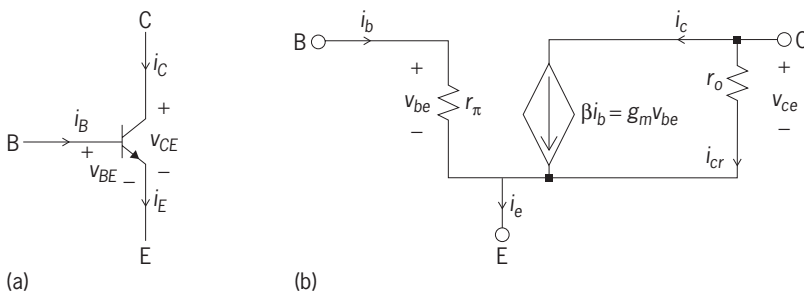 C
i_C
+
i_B
v_CE
B
+
v_BE
−
−
i_E
E
(a)
i_b
B
+
v_be
r_π
−
i_c
C
r_o
+
v_ce
βi_b = g_m v_be
−
i_cr
i_e
E
(b)